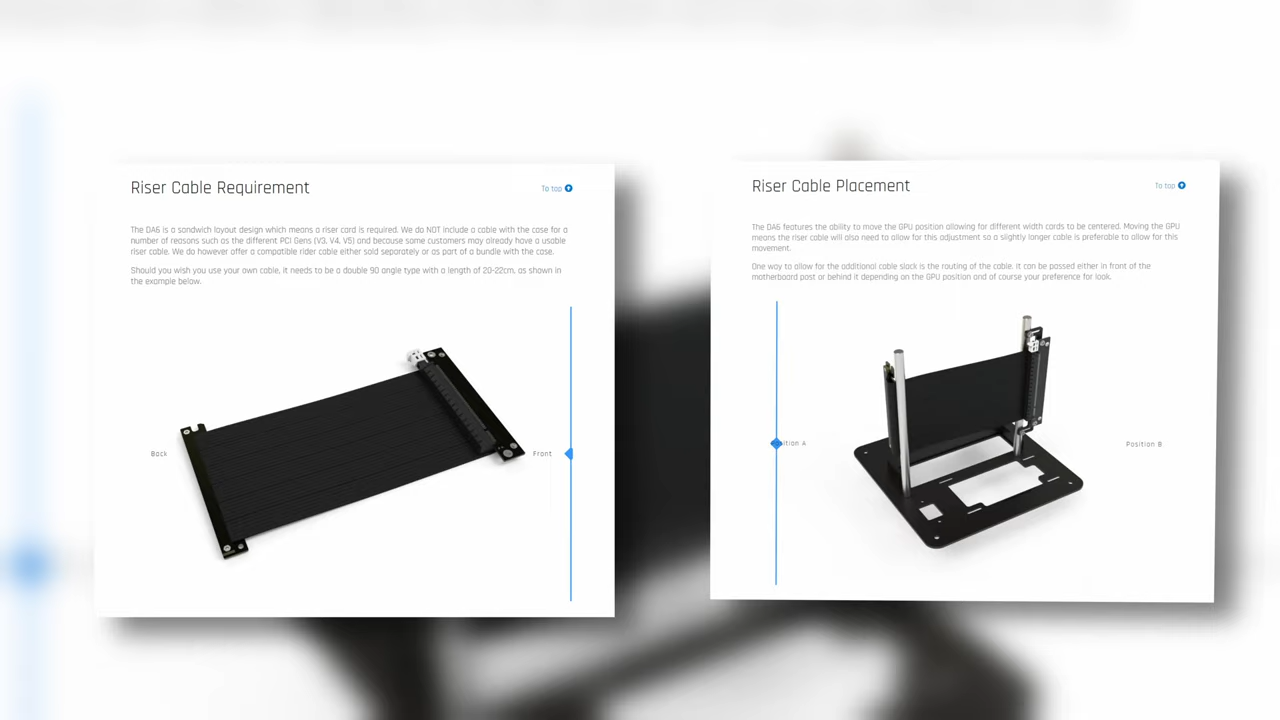 Riser Cable Requirement
To top
The DA6 is a sandwich layout design which means a riser card is required. We do NOT include a cable with the case for a
number of reasons such as the different PCI Gens (V3, V4, V5) and because some customers may already have a usable
riser cable. We do however offer a compatible rider cable either sold separately or as part of a bundle with the case.
Should you wish you use your own cable, it needs to be a double 90 angle type with a length of 20-22cm, as shown in
the example below.
Back
Front
Riser Cable Placement
To top
The DA6 features the ability to move the GPU position allowing for different width cards to be centered. Moving the GPU
means the riser cable will also need to allow for this adjustment so a slightly longer cable is preferable to allow for this
movement.
One way to allow for the additional cable slack is the routing of the cable. It can be passed either in front of the
motherboard post or behind it depending on the GPU position and of course your preference for look.
Position A
Position B